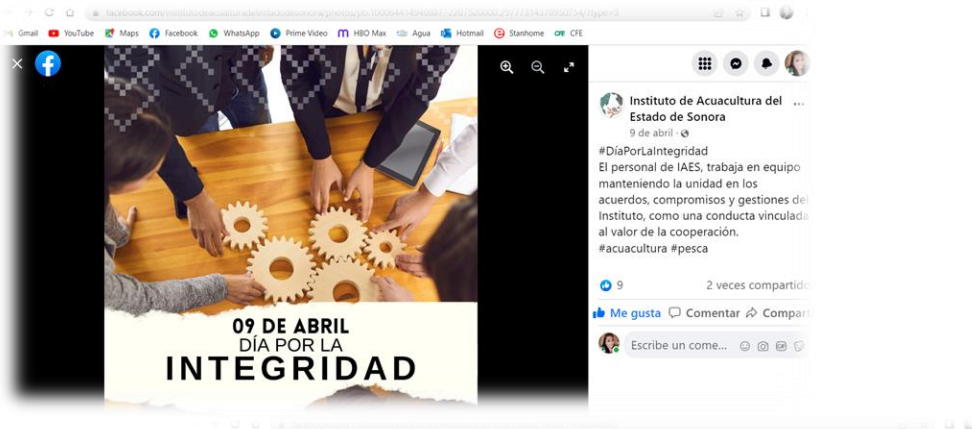 Gmail YouTube Maps Facebook WhatsApp Prime Video HBO Max Agua Hotmail Stanhome CFE CFE
Instituto de Acuacultura del ...
Estado de Sonora
9 de abril ·
#DíaPorLaIntegridad
El personal de IAES, trabaja en equipo
manteniendo la unidad en los
acuerdos, compromisos y gestiones del
Instituto, como una conducta vinculada
al valor de la cooperación.
#acuacultura #pesca
9 2 veces compartido
Me gusta Comentar Compart
Escribe un come... GIF
09 DE ABRIL
DÍA POR LA
INTEGRIDAD